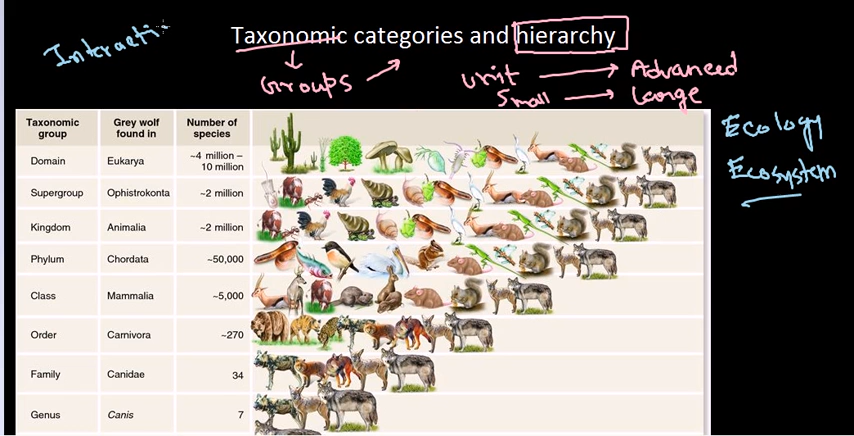 Interacti
Taxonomic categories and hierarchy
Groups
unit Advanced
Small Large
Ecology
Ecosystem
Taxonomic group Grey wolf found in Number of species
Domain Eukarya ~4 million – 10 million
Supergroup Ophistrokonta ~2 million
Kingdom Animalia ~2 million
Phylum Chordata ~50,000
Class Mammalia ~5,000
Order Carnivora ~270
Family Canidae 34
Genus Canis 7